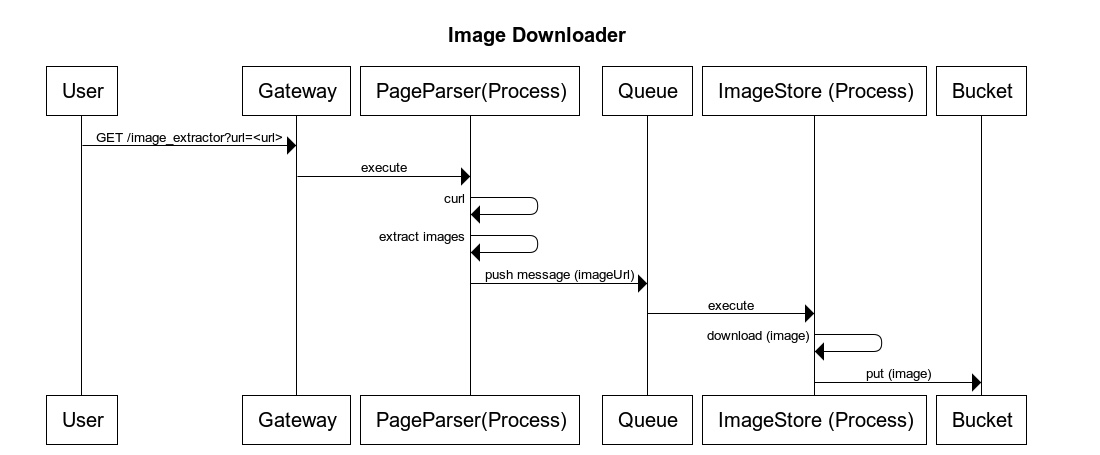 Image Downloader
User
Gateway
PageParser(Process)
Queue
ImageStore (Process)
Bucket
GET /image_extractor?url=<url>
execute
curl
extract images
push message (imageUrl)
execute
download (image)
put (image)
User
Gateway
PageParser(Process)
Queue
ImageStore (Process)
Bucket